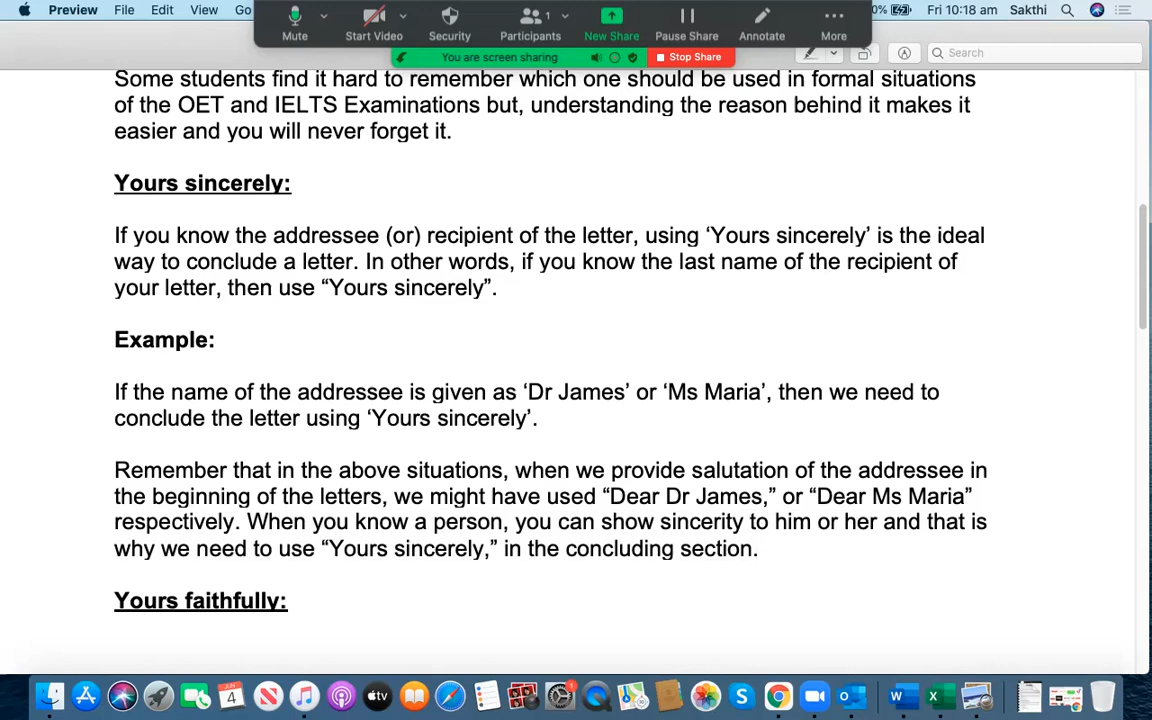 Preview File Edit View Go
0% Fri 10:18 am Sakthi
1
Mute Start Video Security Participants New Share Pause Share Annotate More
You are screen sharing Stop Share
Search
Some students find it hard to remember which one should be used in formal situations
of the OET and IELTS Examinations but, understanding the reason behind it makes it
easier and you will never forget it.
Yours sincerely:
If you know the addressee (or) recipient of the letter, using ‘Yours sincerely’ is the ideal
way to conclude a letter. In other words, if you know the last name of the recipient of
your letter, then use “Yours sincerely”.
Example:
If the name of the addressee is given as ‘Dr James’ or ‘Ms Maria’, then we need to
conclude the letter using ‘Yours sincerely’.
Remember that in the above situations, when we provide salutation of the addressee in
the beginning of the letters, we might have used “Dear Dr James,” or “Dear Ms Maria”
respectively. When you know a person, you can show sincerity to him or her and that is
why we need to use “Yours sincerely,” in the concluding section.
Yours faithfully:
JUN
4
tv
1
S
W
X